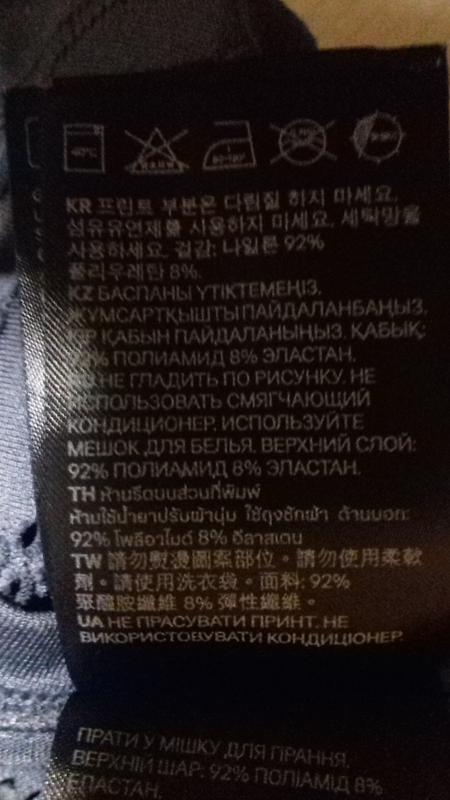 KR 프린트 부분은 다림질 하지 마세요.
섬유유연제를 사용하지 마세요. 세탁망을
사용하세요. 겉감: 나일론 92%
폴리우레탄 8%.
KZ БАСПАНЫ ҮТІКТЕМЕҢІЗ.
ЖҰМСАРТҚЫШТЫ ПАЙДАЛАНБАҢЫЗ.
КІР ҚАБЫН ПАЙДАЛАНЫҢЫЗ. ҚАБЫҚ:
92% ПОЛИАМИД 8% ЭЛАСТАН.
RU НЕ ГЛАДИТЬ ПО РИСУНКУ. НЕ
ИСПОЛЬЗОВАТЬ СМЯГЧАЮЩИЙ
КОНДИЦИОНЕР. ИСПОЛЬЗУЙТЕ
МЕШОК ДЛЯ БЕЛЬЯ. ВЕРХНИЙ СЛОЙ:
92% ПОЛИАМИД 8% ЭЛАСТАН.
TH ห้ามรีดบนส่วนที่พิมพ์
ห้ามใช้น้ำยาปรับผ้านุ่ม ใช้ถุงซักผ้า ด้านนอก:
92% โพลีอาไมด์ 8% อีลาสเตน
TW 請勿熨燙圖案部位。請勿使用柔軟
劑。請使用洗衣袋。面料: 92%
聚醯胺纖維 8% 彈性纖維。
UA НЕ ПРАСУВАТИ ПРИНТ. НЕ
ВИКОРИСТОВУВАТИ КОНДИЦІОНЕР.
ПРАТИ У МІШКУ ДЛЯ ПРАННЯ.
ВЕРХНІЙ ШАР: 92% ПОЛІАМІД 8%
ЕЛАСТАН.